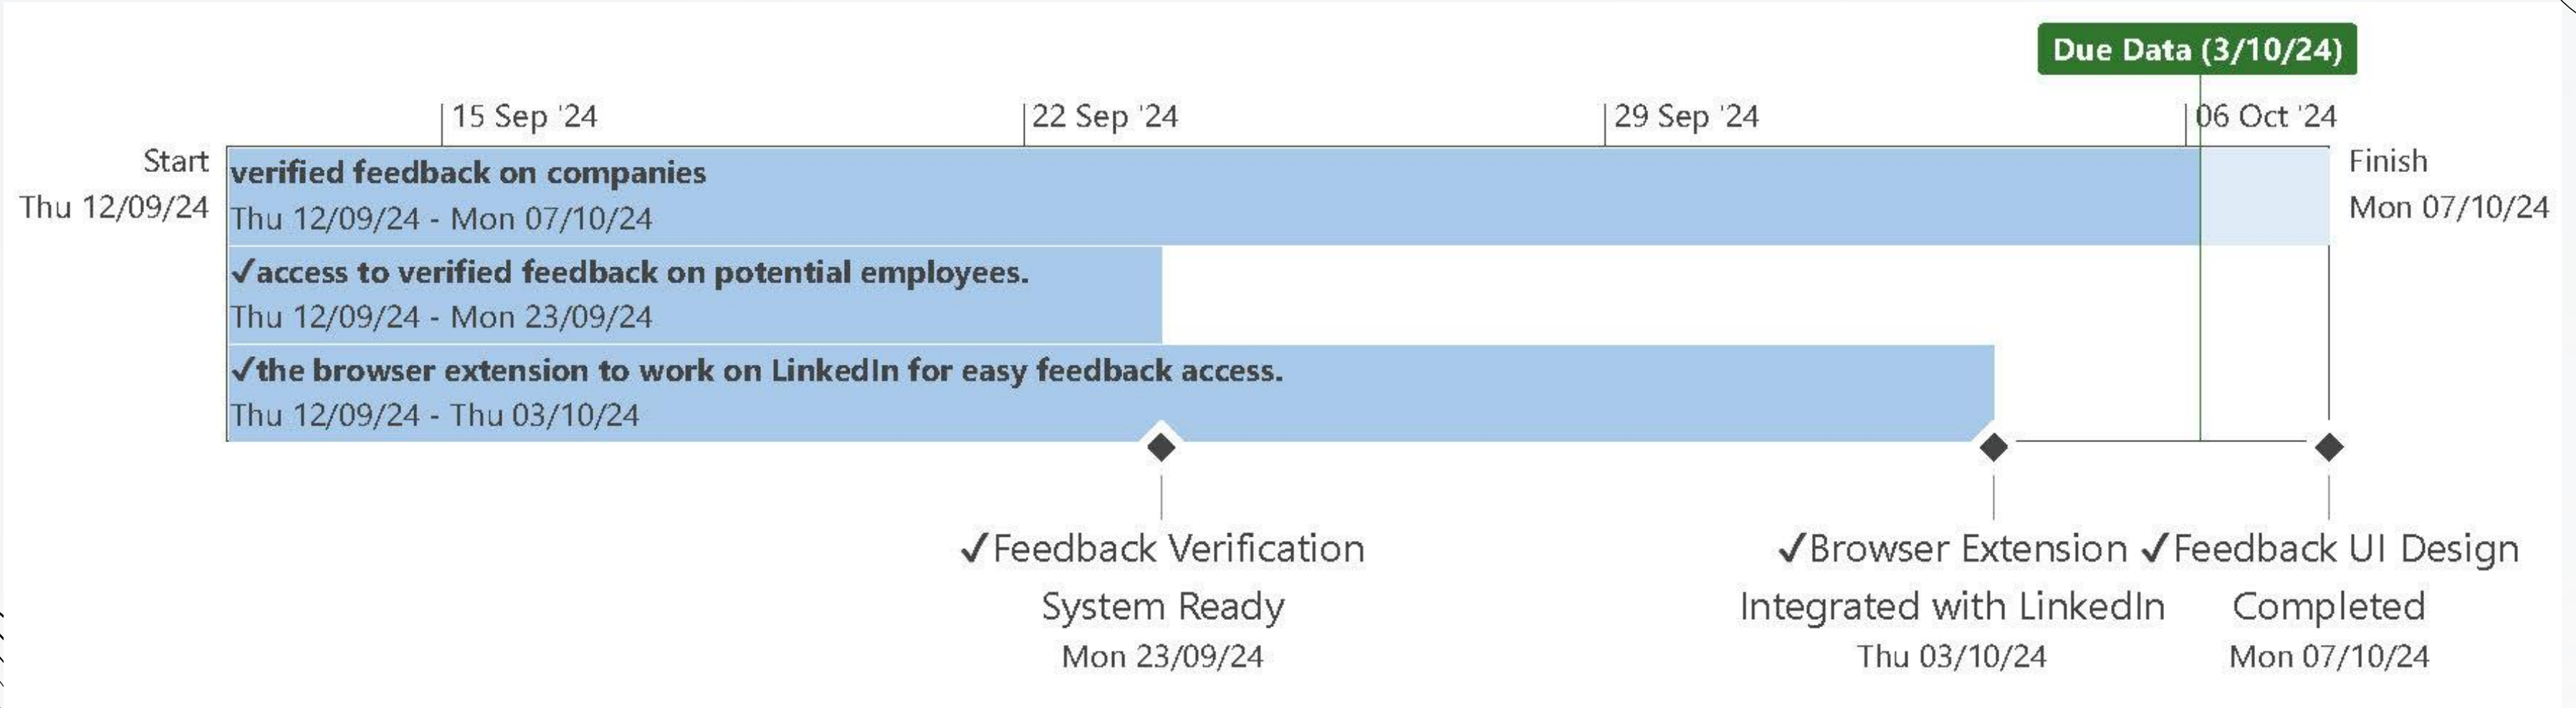 Due Data (3/10/24)
15 Sep '24
22 Sep '24
29 Sep '24
06 Oct '24
Start
Thu 12/09/24
verified feedback on companies
Thu 12/09/24 - Mon 07/10/24
Finish
Mon 07/10/24
✓access to verified feedback on potential employees.
Thu 12/09/24 - Mon 23/09/24
✓the browser extension to work on LinkedIn for easy feedback access.
Thu 12/09/24 - Thu 03/10/24
✓Feedback Verification
System Ready
Mon 23/09/24
✓Browser Extension
Integrated with LinkedIn
Thu 03/10/24
✓Feedback UI Design
Completed
Mon 07/10/24